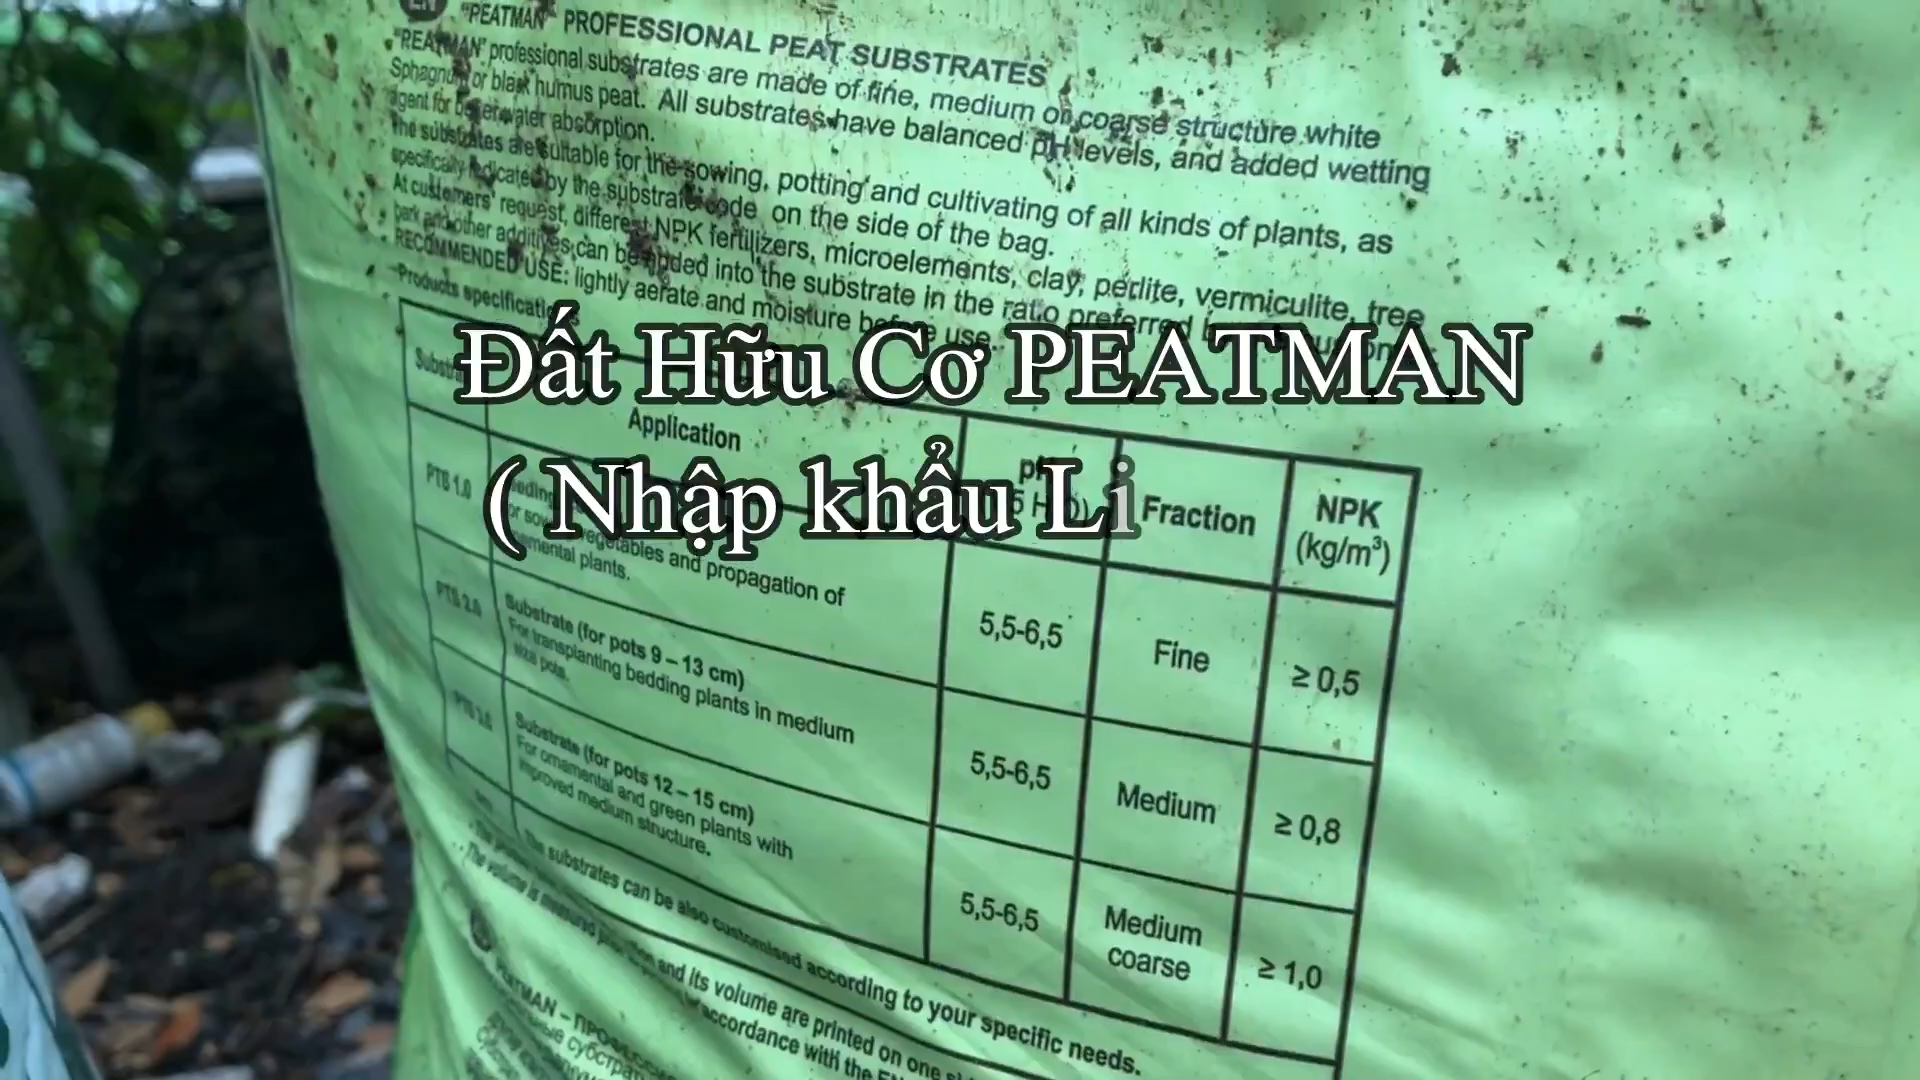 EN "PEATMAN" PROFESSIONAL PEAT SUBSTRATES
"PEATMAN" professional substrates are made of fine, medium or coarse structure white
Sphagnum or black humus peat. All substrates have balanced pH levels, and added wetting
agent for better water absorption.
The substrates are suitable for the sowing, potting and cultivating of all kinds of plants, as
specifically indicated by the substrate code on the side of the bag.
At customers' request, different NPK fertilizers, microelements, clay, perlite, vermiculite, tree
bark and other additives can be added into the substrate in the ratio preferred
RECOMMENDED USE: lightly aerate and moisture before use.
Products specification
Đất Hữu Cơ PEATMAN
( Nhập khẩu Li
Application
Fraction
NPK
(kg/m³)
PTS 1.0
vegetables and propagation of
plants.
5,5-6,5
Fine
≥ 0,5
PTS 2.0
Substrate (for pots 9 – 13 cm)
For transplanting bedding plants in medium
size pots.
5,5-6,5
Medium
≥ 0,8
PTS 3.0
Substrate (for pots 12 – 15 cm)
For ornamental and green plants with
improved medium structure.
5,5-6,5
Medium
coarse
≥ 1,0
The substrates can be also customised according to your specific needs.
and its volume are printed on one
The volume is measured
accordance with the EN
PEATMAN –